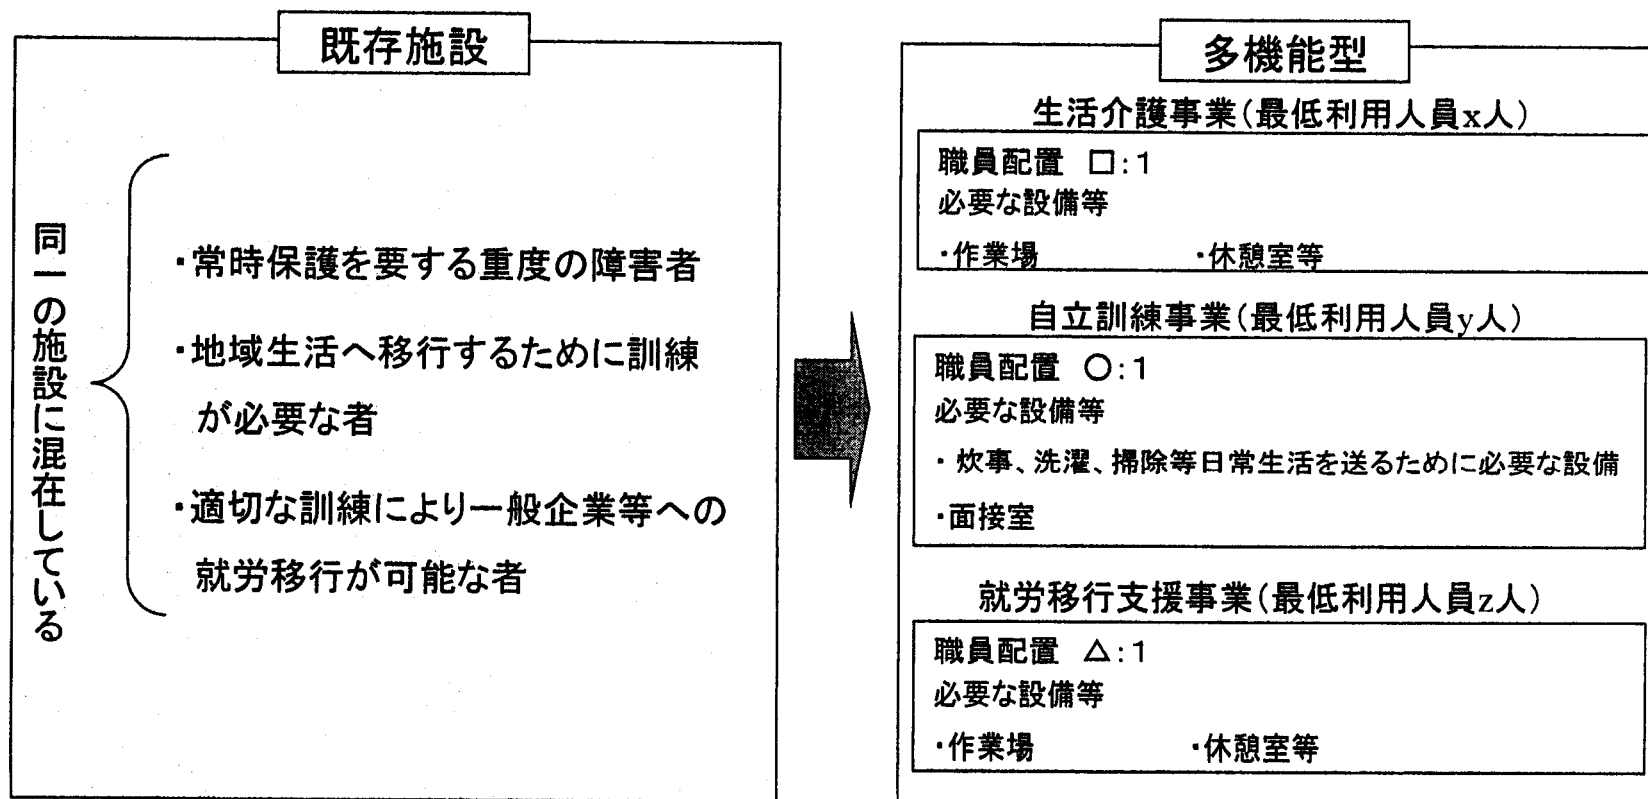 既存施設
同一の施設に混在している
・常時保護を要する重度の障害者
・地域生活へ移行するために訓練
が必要な者
・適切な訓練により一般企業等への
就労移行が可能な者
多機能型
生活介護事業(最低利用人員x人)
職員配置 □:1
必要な設備等
・作業場 ・休憩室等
自立訓練事業(最低利用人員y人)
職員配置 ○:1
必要な設備等
・炊事、洗濯、掃除等日常生活を送るために必要な設備
・面接室
就労移行支援事業(最低利用人員z人)
職員配置 △:1
必要な設備等
・作業場 ・休憩室等